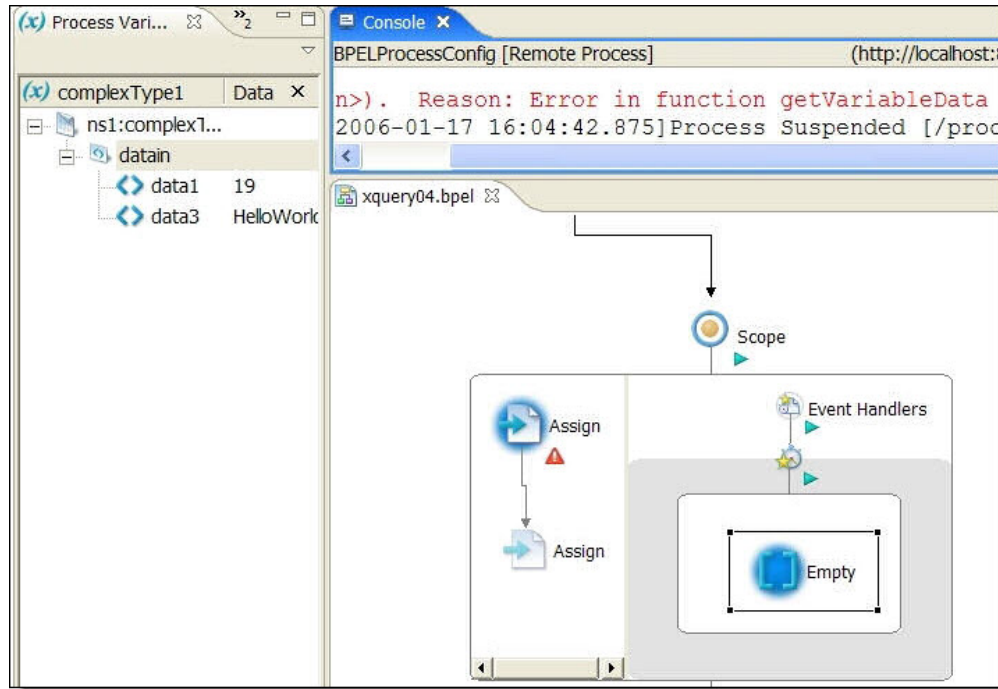 (x) Process Vari...
»2
(x) complexType1 Data
ns1:complexT...
datain
data1 19
data3 HelloWorld
Console
BPELProcessConfig [Remote Process] (http://localhost:8
n>). Reason: Error in function getVariableData
2006-01-17 16:04:42.875]Process Suspended [/proc
xquery04.bpel
Scope
Assign
Event Handlers
Assign
Empty